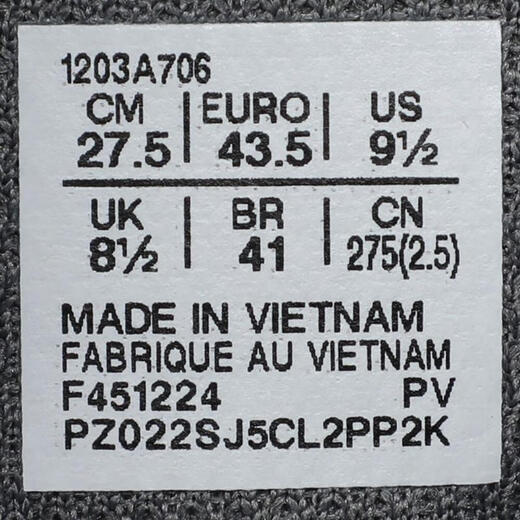 1203A706
CM EURO US
27.5 43.5 9½
UK BR CN
8½ 41 275(2.5)
MADE IN VIETNAM
FABRIQUE AU VIETNAM
F451224 PV
PZ022SJ5CL2PP2K